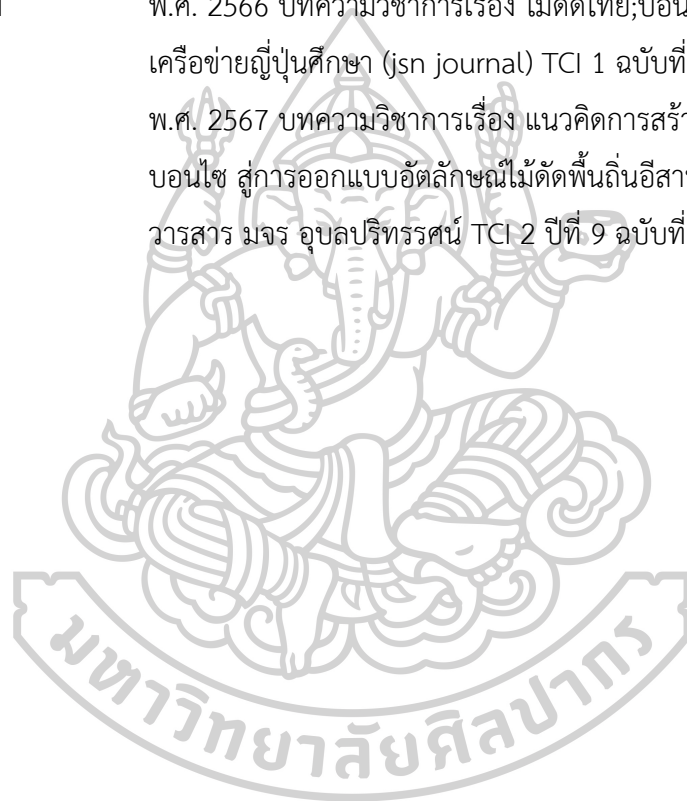 พ.ศ. 2566 บทความวิชาการเรื่อง ไม้ดัดไทย;บอน
เครือข่ายญี่ปุ่นศึกษา (jsn journal) TCI 1 ฉบับที่
พ.ศ. 2567 บทความวิชาการเรื่อง แนวคิดการสร้า
บอนไซ สู่การออกแบบอัตลักษณ์ไม้ดัดพื้นถิ่นอีสา
วารสาร มจร อุบลปริทรรศน์ TCI 2 ปีที่ 9 ฉบับที่
มหาวิทยาลัยศิลปากร